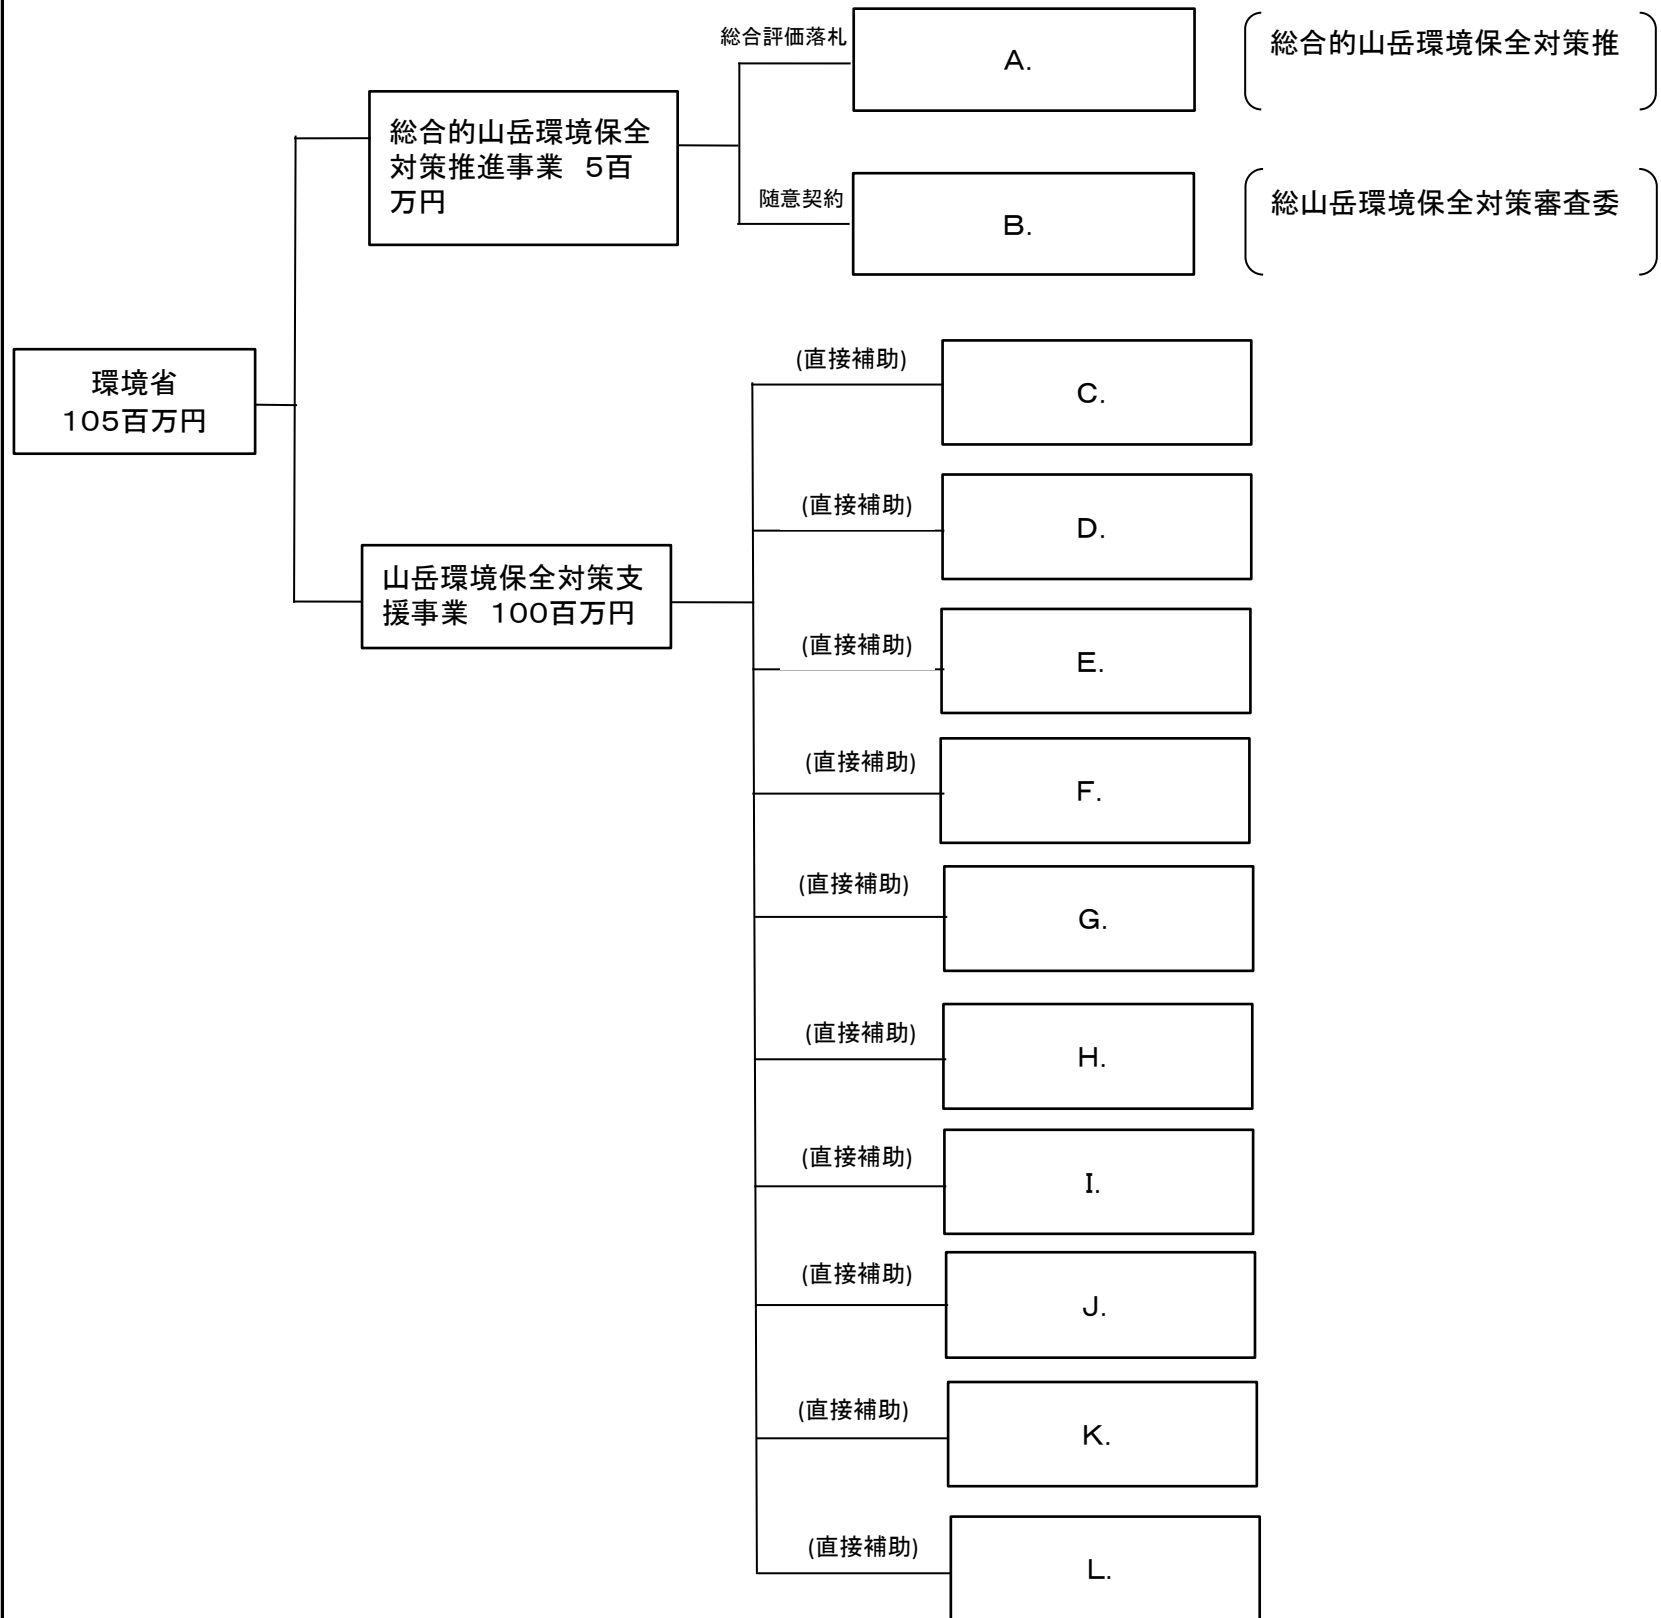 総合評価落札
A.
総合的山岳環境保全対策推
総合的山岳環境保全
対策推進事業　5百
万円
随意契約
B.
総山岳環境保全対策審査委
環境省
105百万円
(直接補助)
C.
(直接補助)
D.
山岳環境保全対策支
援事業　100百万円
(直接補助)
E.
(直接補助)
F.
(直接補助)
G.
(直接補助)
H.
(直接補助)
I.
(直接補助)
J.
(直接補助)
K.
(直接補助)
L.